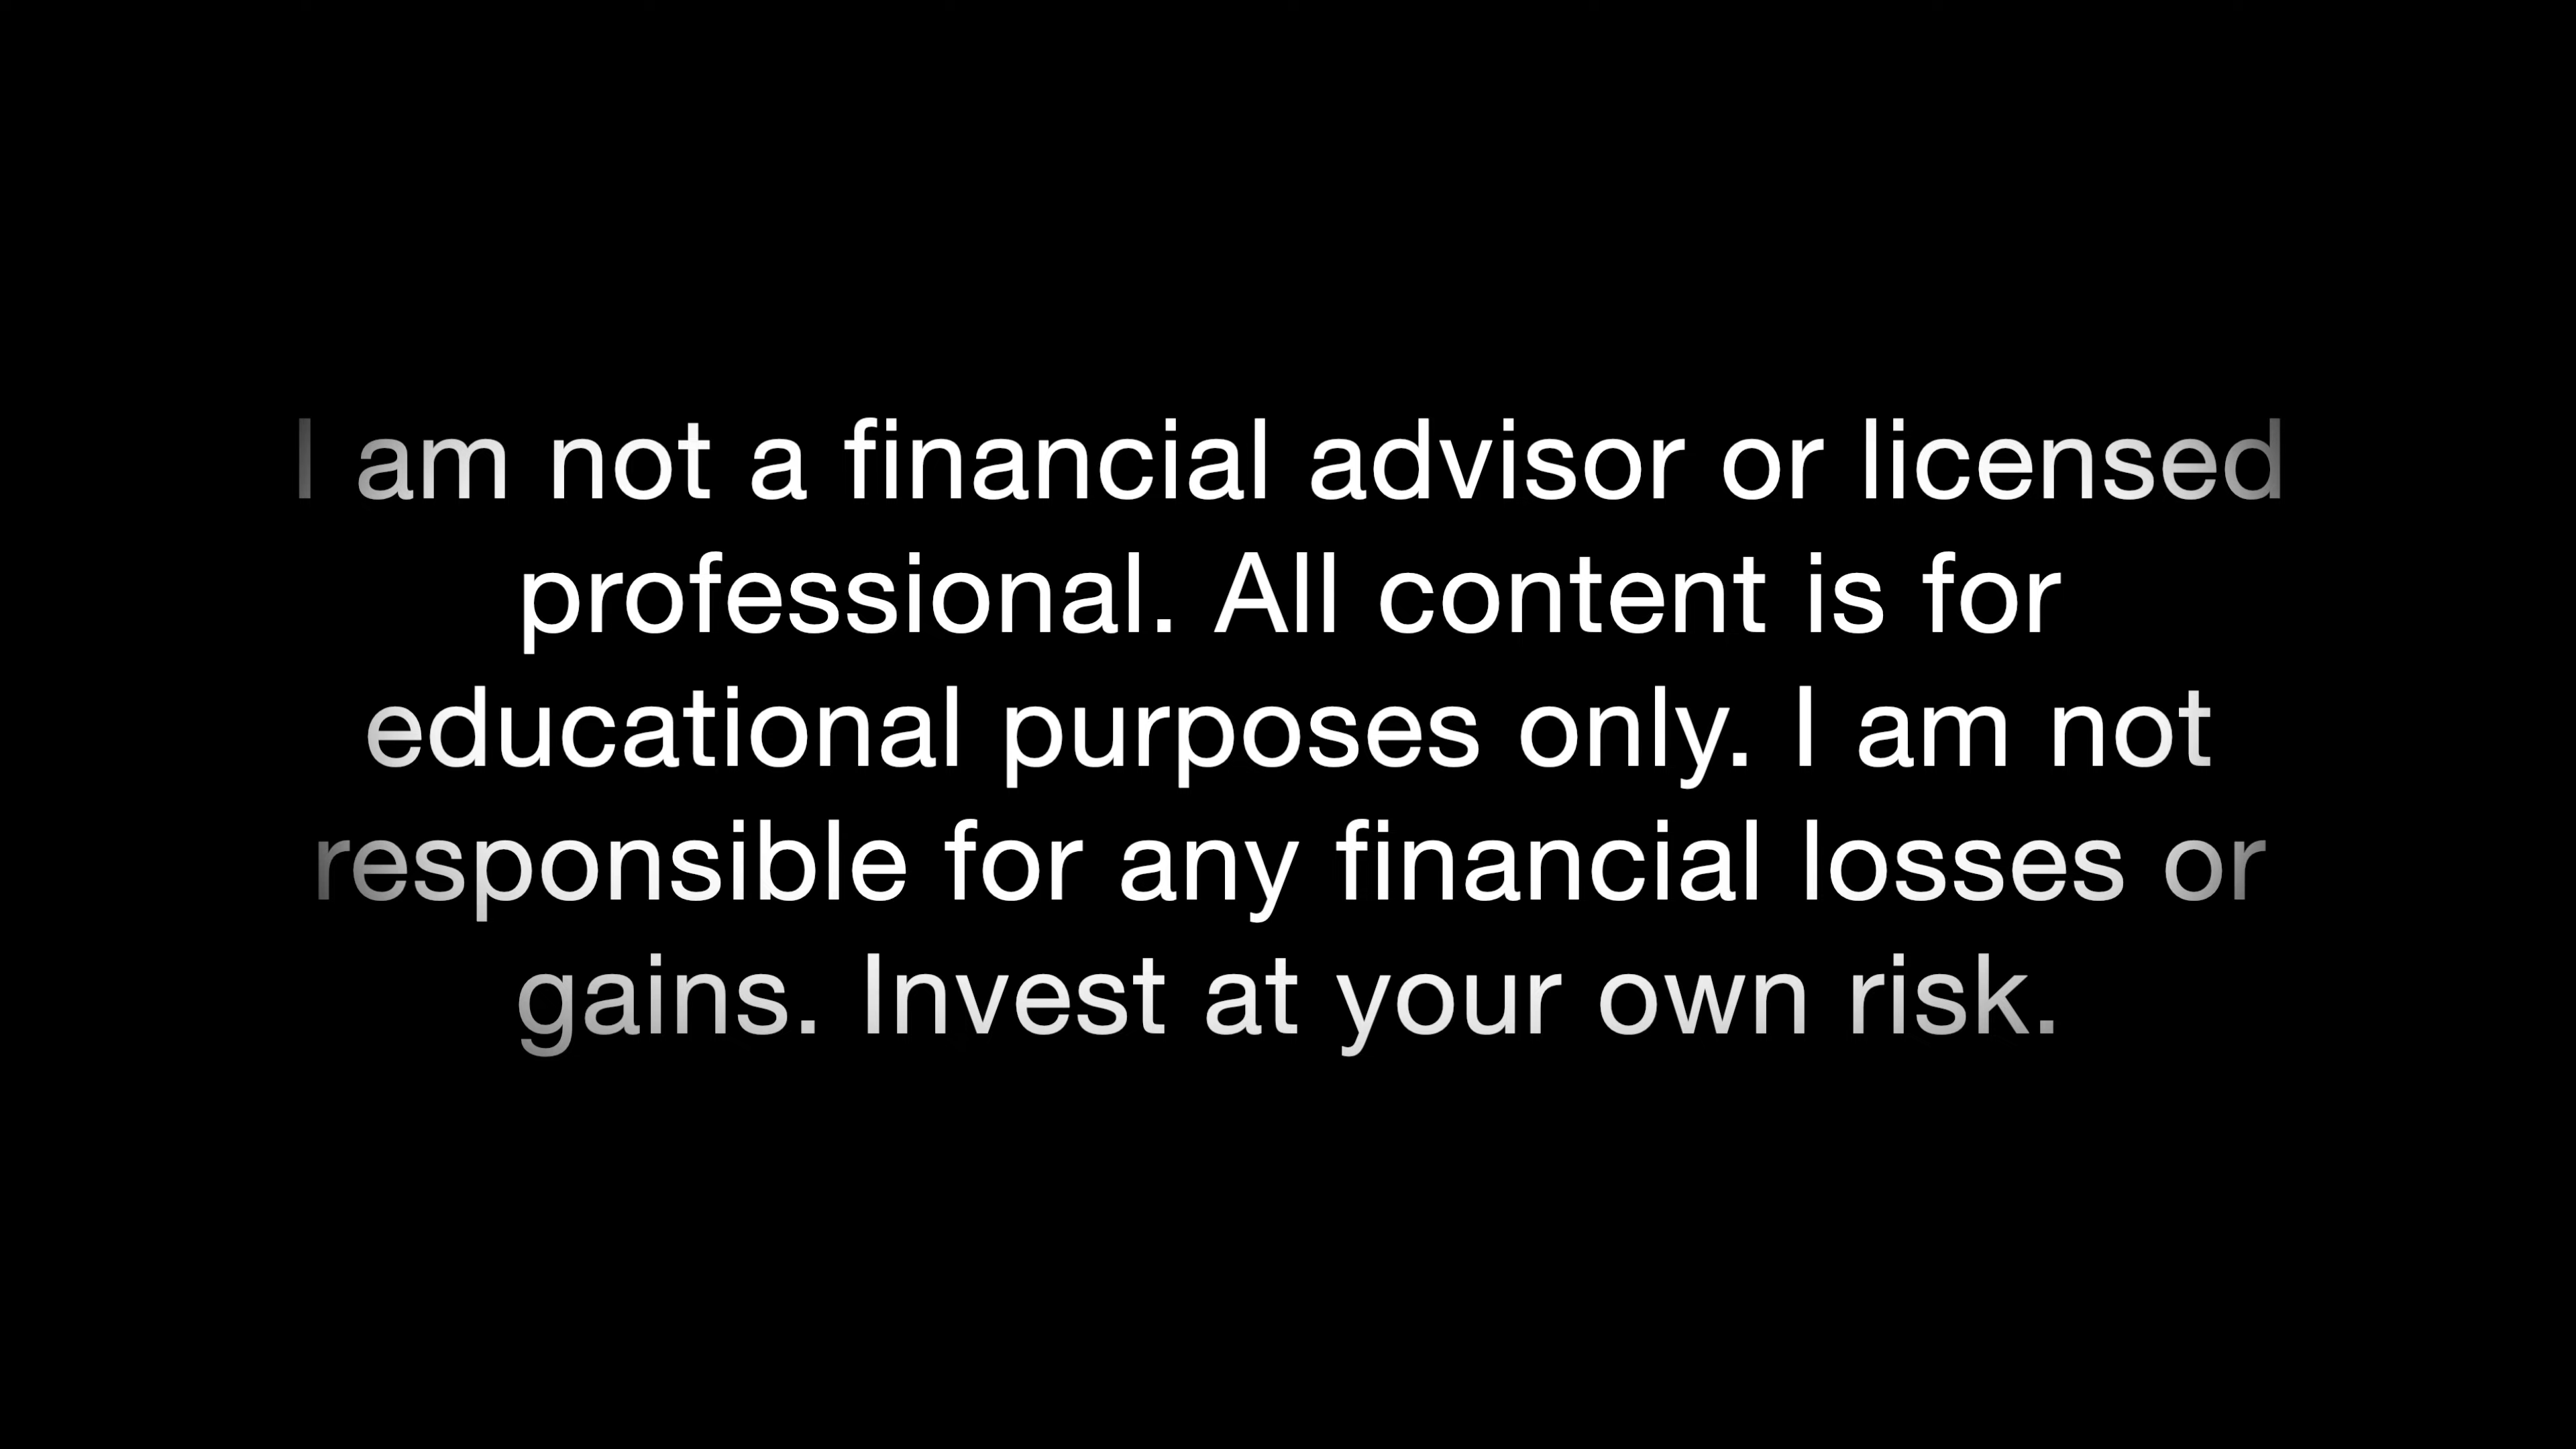 I am not a financial advisor or licensed
professional. All content is for
educational purposes only. I am not
responsible for any financial losses or
gains. Invest at your own risk.